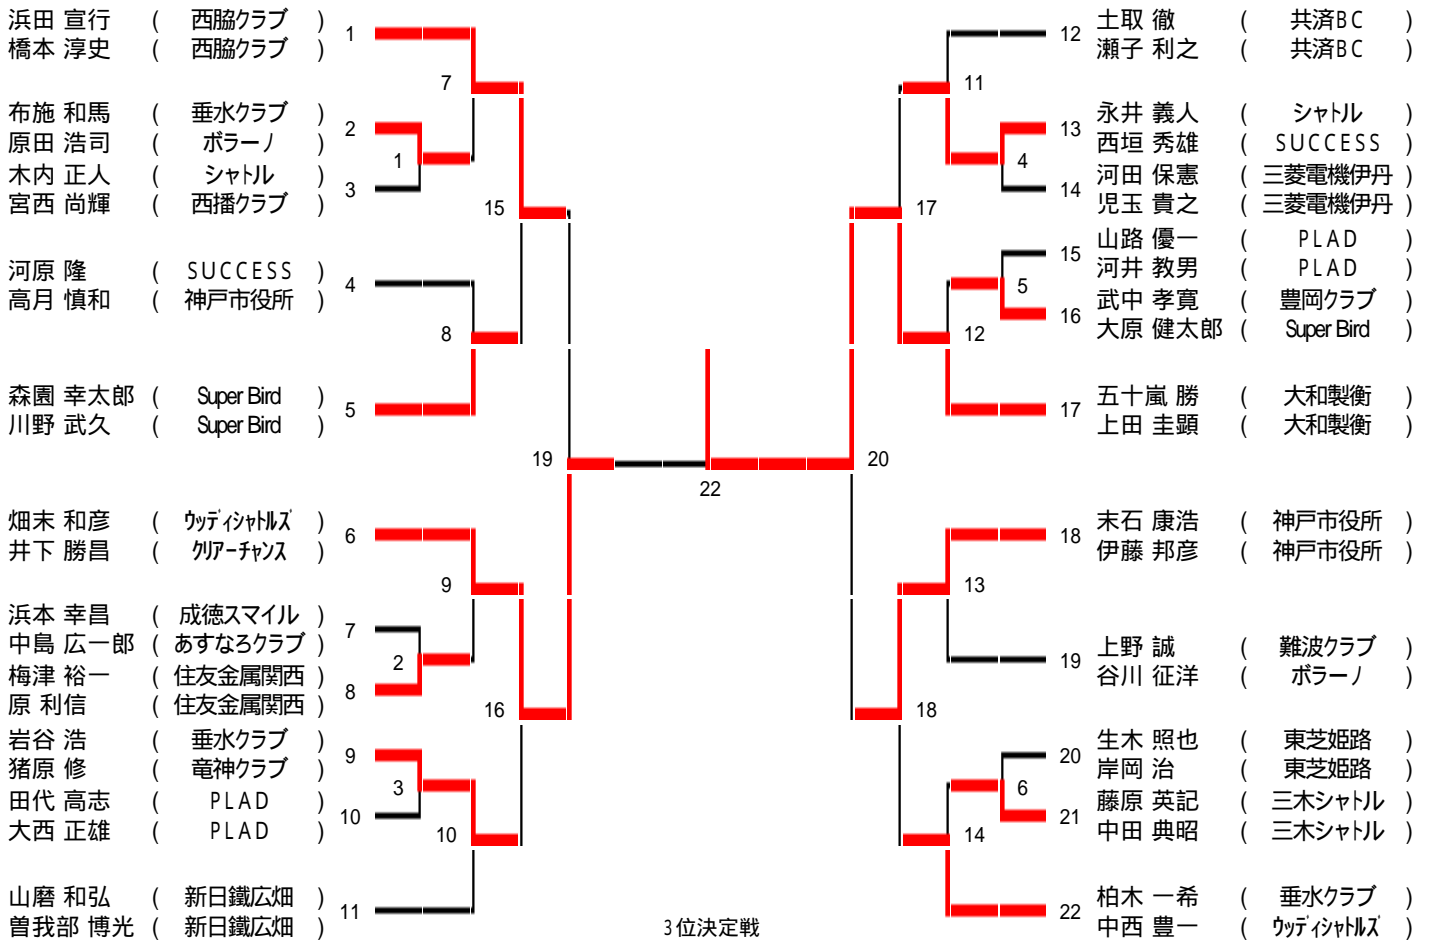 浜田 宣行 ( 西脇クラブ )
橋本 淳史 ( 西脇クラブ )
1
7
布施 和馬 ( 垂水クラブ )
原田 浩司 ( ボラーノ )
2
1
木内 正人 ( シャトル )
宮西 尚輝 ( 西播クラブ )
3
15
河原 隆 ( SUCCESS )
高月 慎和 ( 神戸市役所 )
4
8
森園 幸太郎 ( Super Bird )
川野 武久 ( Super Bird )
5
19
畑末 和彦 ( ウッディシャトルズ )
井下 勝昌 ( クリアーチャンス )
6
9
浜本 幸昌 ( 成徳スマイル )
中島 広一郎 ( あすなろクラブ )
7
2
梅津 裕一 ( 住友金属関西 )
原 利信 ( 住友金属関西 )
8
16
岩谷 浩 ( 垂水クラブ )
猪原 修 ( 竜神クラブ )
9
3
田代 高志 ( PLAD )
大西 正雄 ( PLAD )
10
10
山磨 和弘 ( 新日鐵広畑 )
曽我部 博光 ( 新日鐵広畑 )
11
22
3位決定戦
12 土取 徹 ( 共済BC )
瀬子 利之 ( 共済BC )
11
13 永井 義人 ( シャトル )
西垣 秀雄 ( SUCCESS )
4
14 河田 保憲 ( 三菱電機伊丹 )
児玉 貴之 ( 三菱電機伊丹 )
17
15 山路 優一 ( PLAD )
河井 教男 ( PLAD )
5
16 武中 孝寛 ( 豊岡クラブ )
大原 健太郎 ( Super Bird )
12
17 五十嵐 勝 ( 大和製衡 )
上田 圭顕 ( 大和製衡 )
20
18 末石 康浩 ( 神戸市役所 )
伊藤 邦彦 ( 神戸市役所 )
13
19 上野 誠 ( 難波クラブ )
谷川 征洋 ( ボラーノ )
18
20 生木 照也 ( 東芝姫路 )
岸岡 治 ( 東芝姫路 )
6
21 藤原 英記 ( 三木シャトル )
中田 典昭 ( 三木シャトル )
14
22 柏木 一希 ( 垂水クラブ )
中西 豊一 ( ウッディシャトルズ )